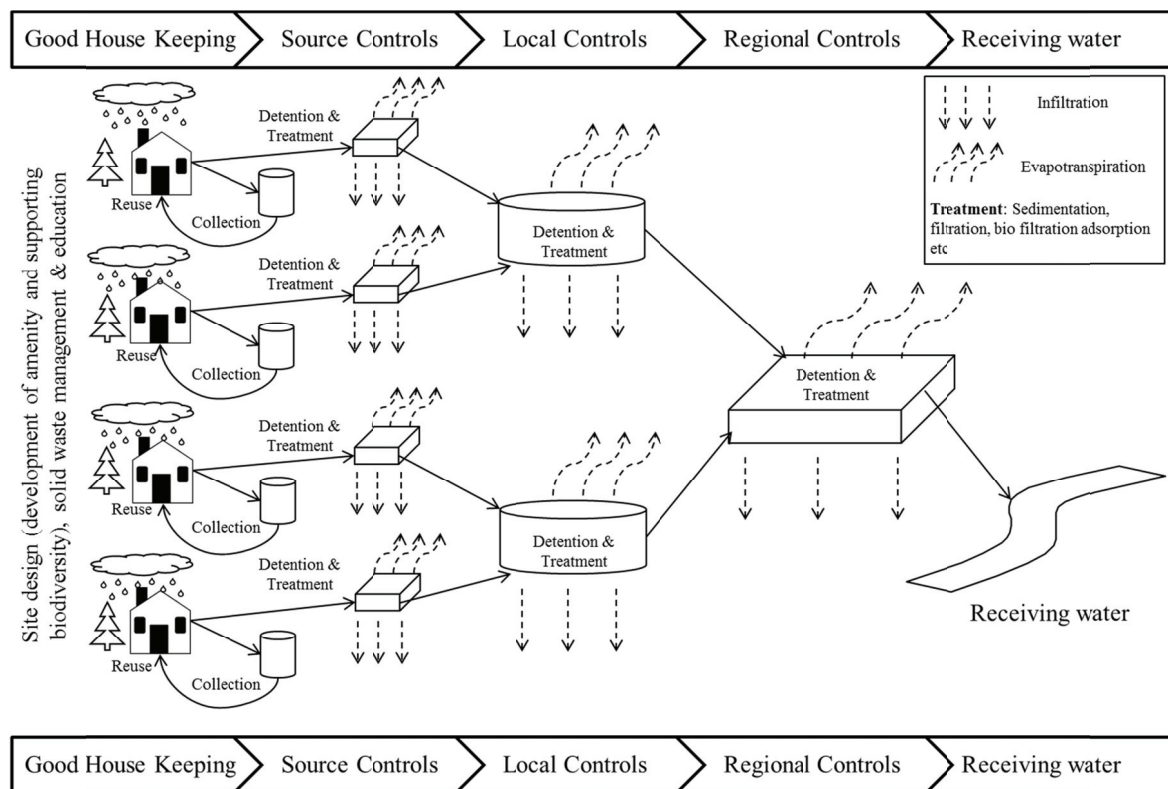 Good House Keeping
Source Controls
Local Controls
Regional Controls
Receiving water
Site design (development of amenity and supporting
biodiversity), solid waste management & education
Detention &
Treatment
Reuse
Collection
Detention &
Treatment
Reuse
Collection
Detention &
Treatment
Reuse
Collection
Detention &
Treatment
Reuse
Collection
Detention &
Treatment
Detention &
Treatment
Detention &
Treatment
Infiltration
Evapotranspiration
Treatment: Sedimentation,
filtration, bio filtration adsorption
etc
Receiving water
Good House Keeping
Source Controls
Local Controls
Regional Controls
Receiving water